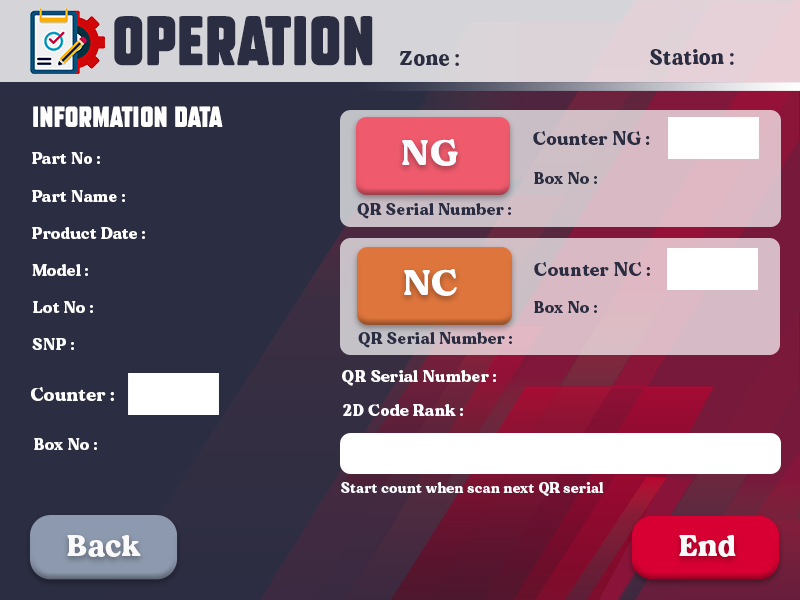 OPERATION
Zone :
Station :
INFORMATION DATA
Part No :
Part Name :
Product Date :
Model :
Lot No :
SNP :
Counter :
Box No :
NG
Counter NG :
Box No :
QR Serial Number :
NC
Counter NC :
Box No :
QR Serial Number :
QR Serial Number :
2D Code Rank :
Start count when scan next QR serial
Back
End